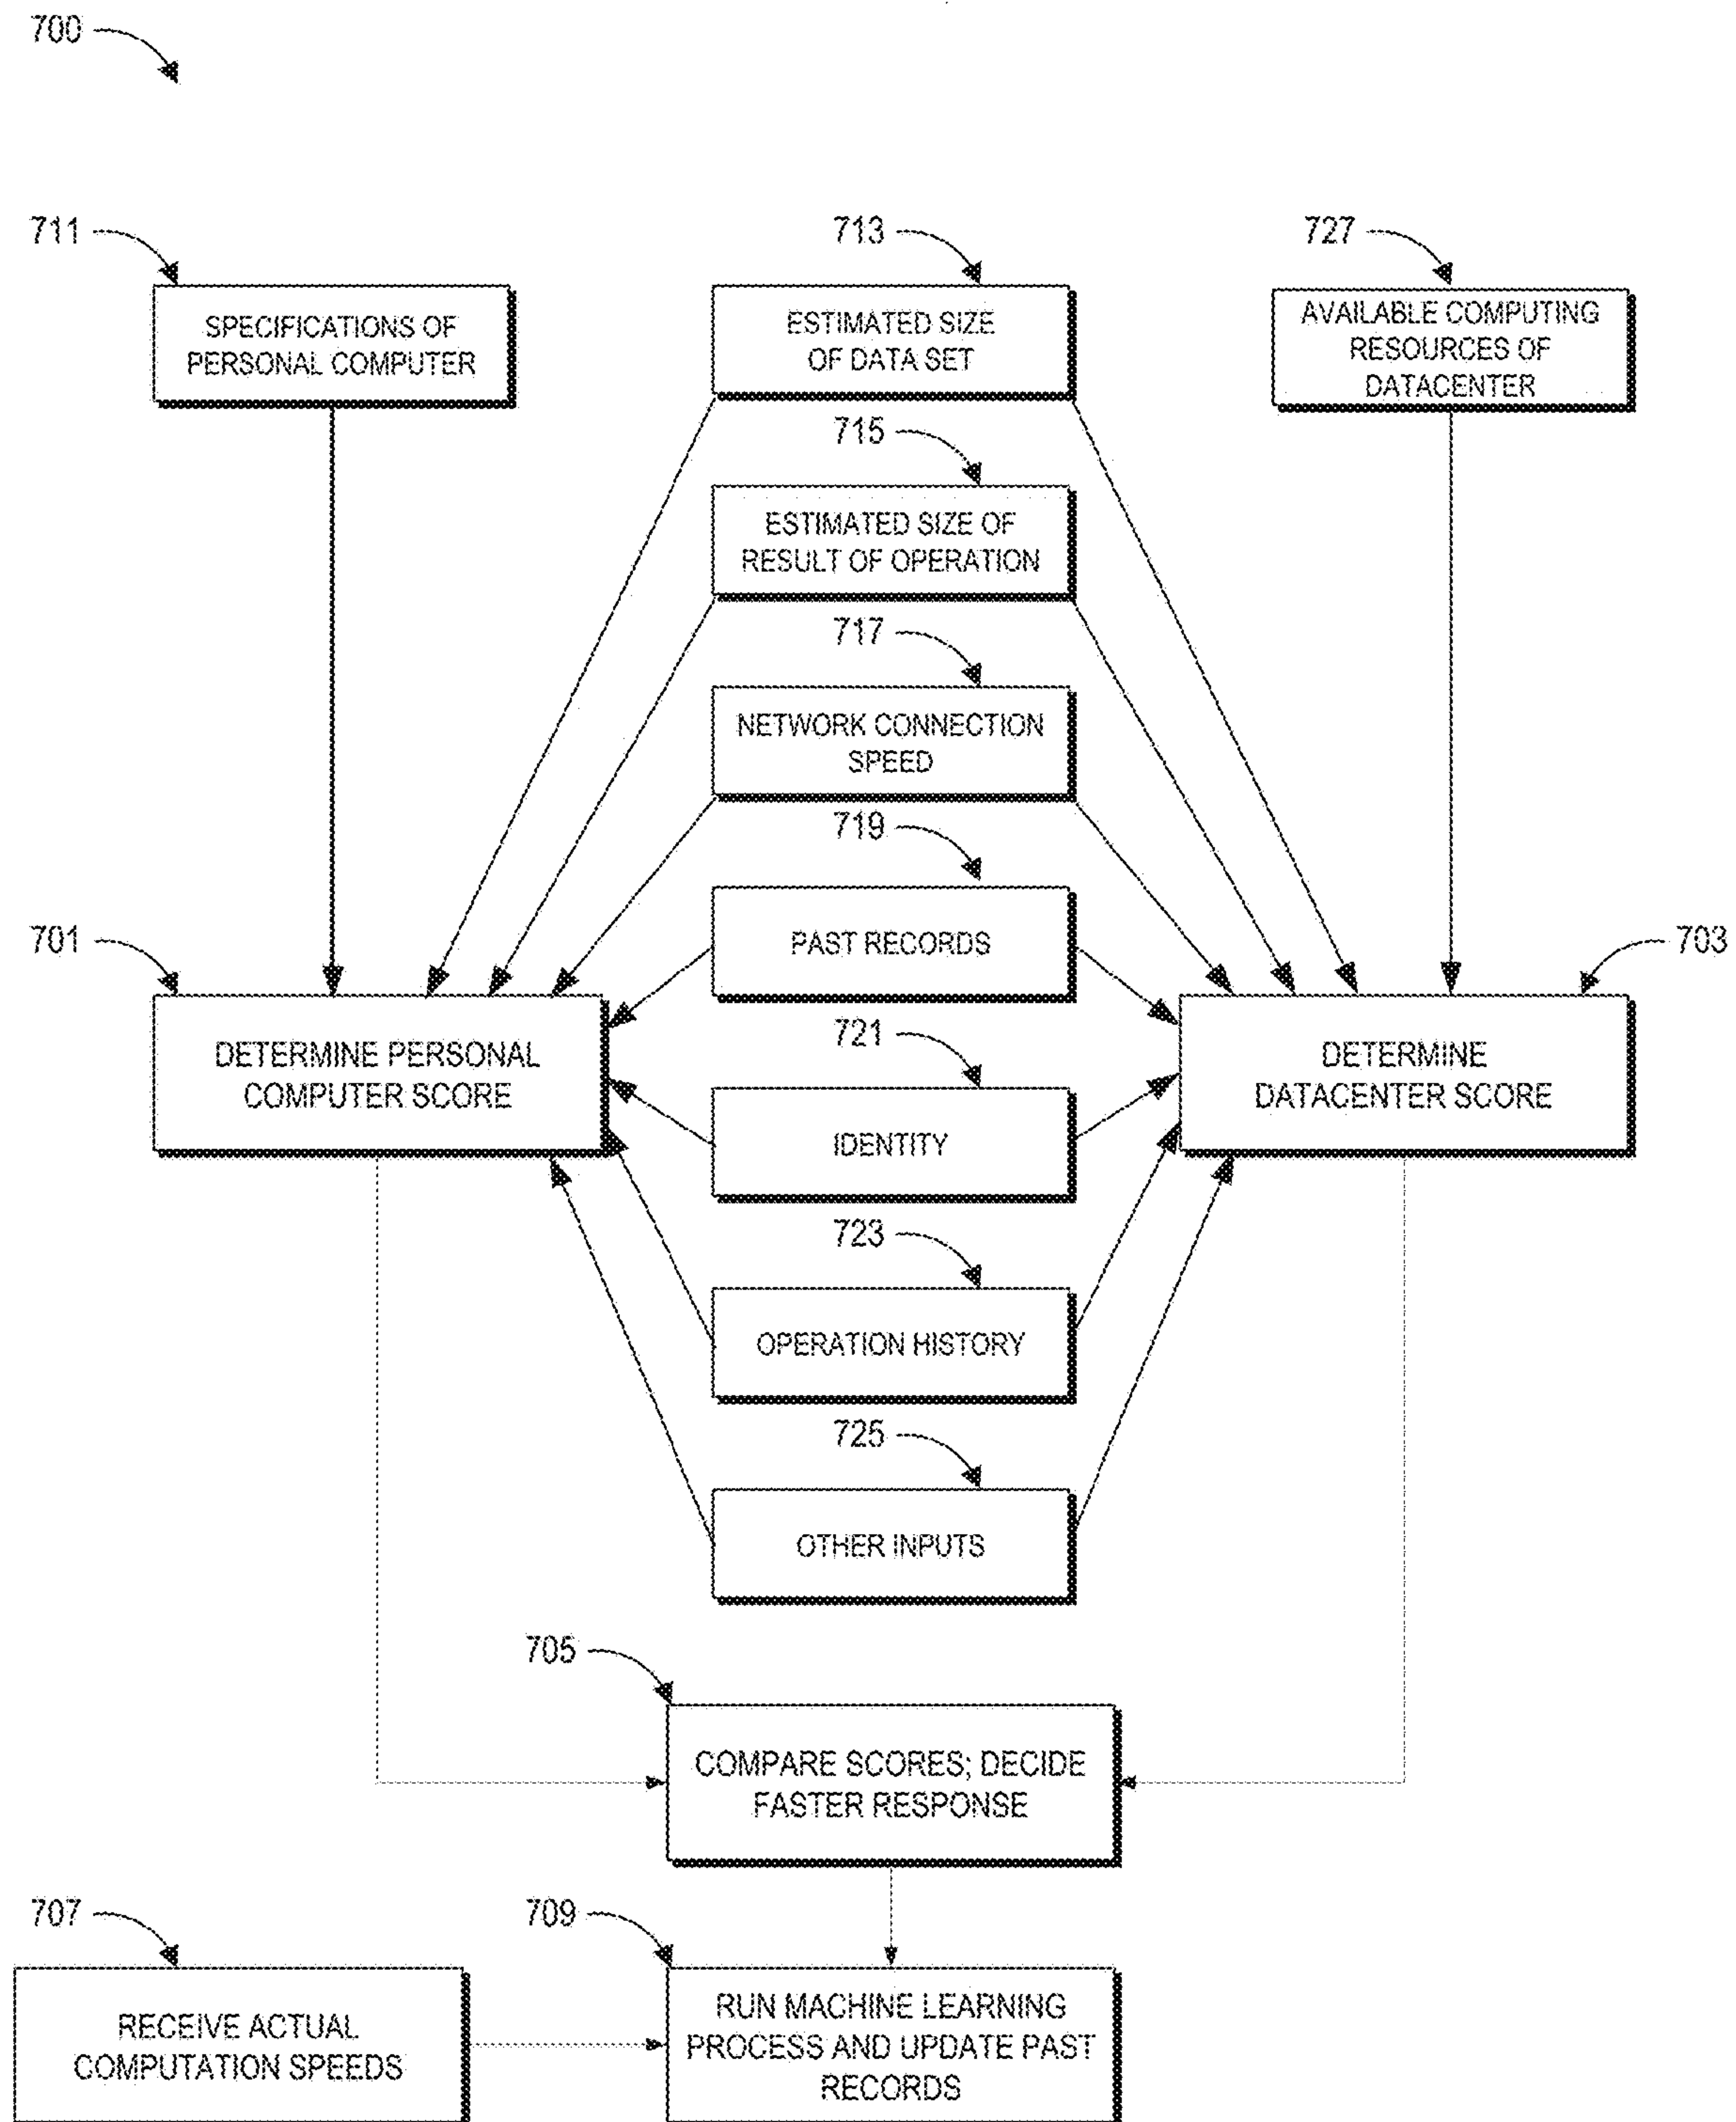 700
711
713
727
SPECIFICATIONS OF
PERSONAL COMPUTER
ESTIMATED SIZE
OF DATA SET
AVAILABLE COMPUTING
RESOURCES OF
DATACENTER
715
ESTIMATED SIZE OF
RESULT OF OPERATION
717
NETWORK CONNECTION
SPEED
719
PAST RECORDS
701
703
DETERMINE PERSONAL
COMPUTER SCORE
721
DETERMINE
DATACENTER SCORE
IDENTITY
723
OPERATION HISTORY
725
OTHER INPUTS
705
COMPARE SCORES; DECIDE
FASTER RESPONSE
707
709
RECEIVE ACTUAL
COMPUTATION SPEEDS
RUN MACHINE LEARNING
PROCESS AND UPDATE PAST
RECORDS